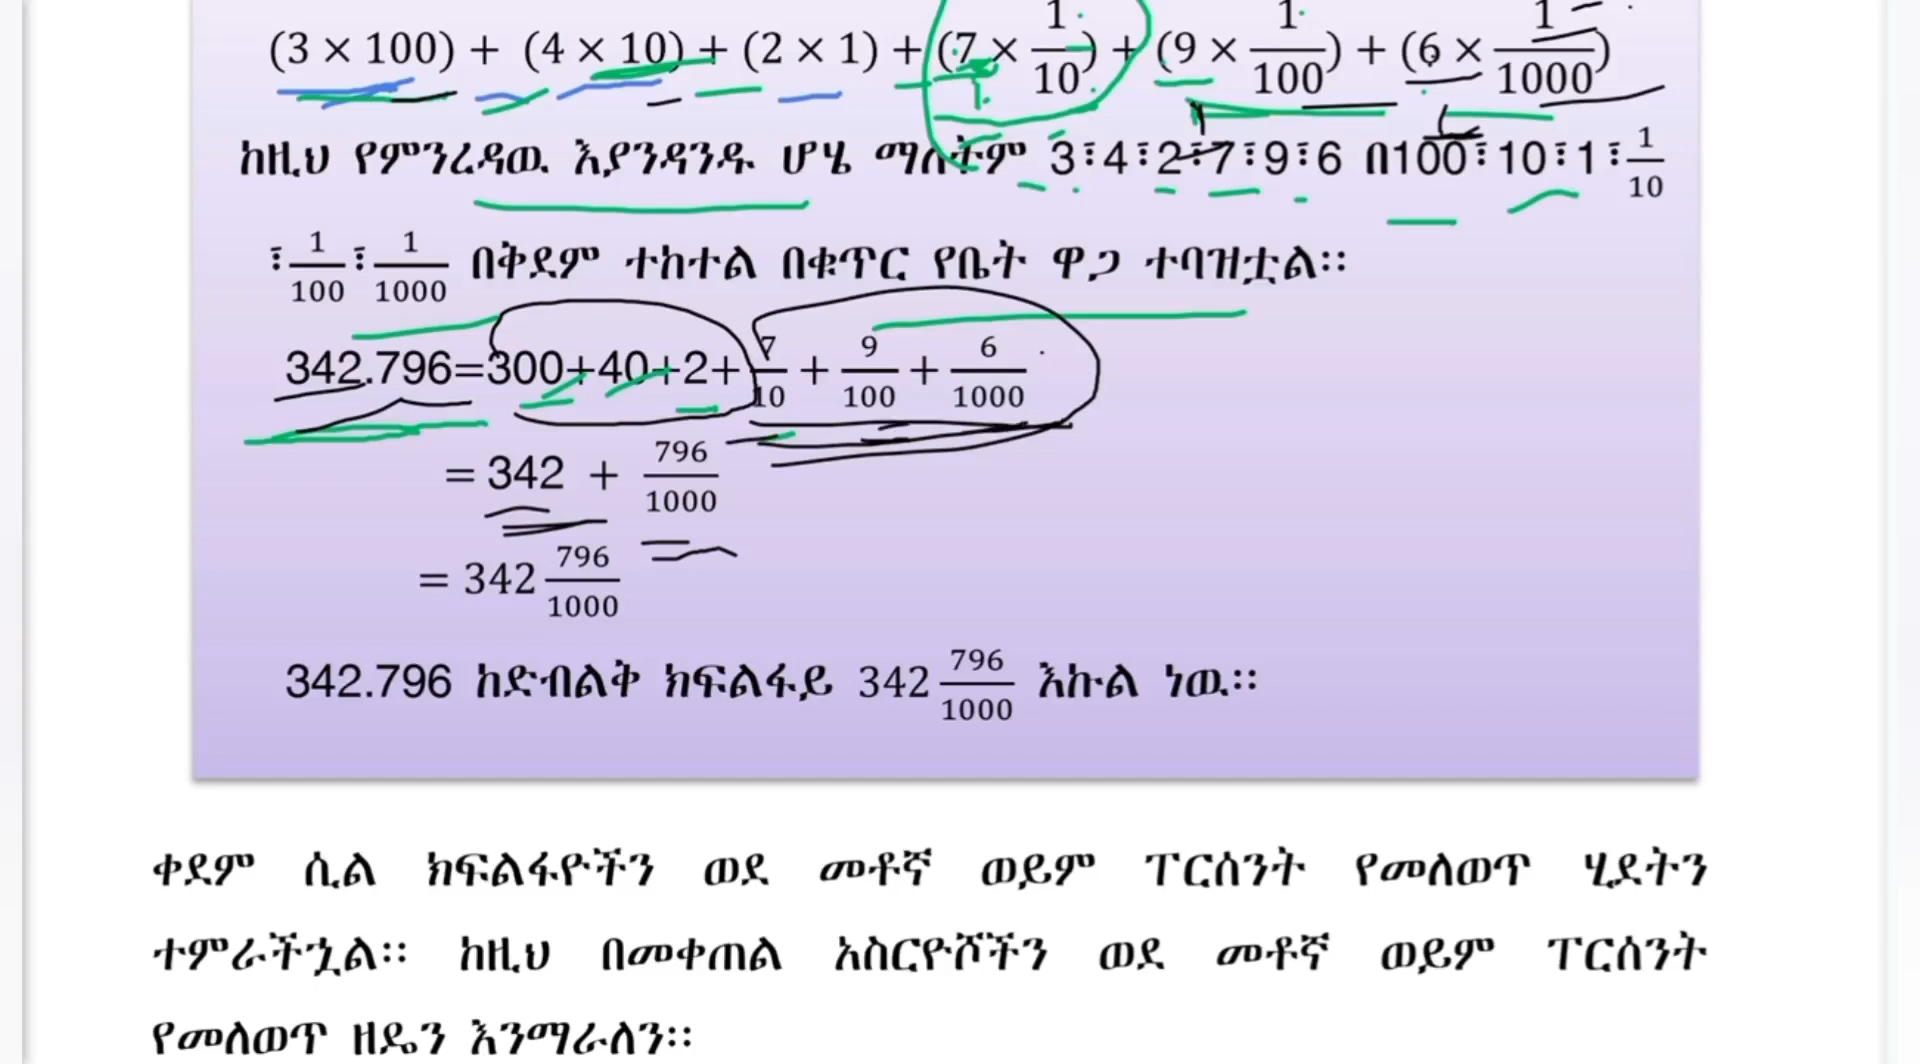 (3 × 100) + (4 × 10) + (2 × 1) + (7 × 1/10) + (9 × 1/100) + (6 × 1/1000)
ከዚህ የምንረዳዉ እያንዳንዱ ሆሄ ማለትም 3፣4፣2፣7፣9፣6 በ100፣10፣1፣1/10
፣1/100፣1/1000 በቅደም ተከተል በቁጥር የቤት ዋጋ ተባዝቷል፡፡
342.796=300+40+2+7/10 + 9/100 + 6/1000
= 342 + 796/1000
= 342 796/1000
342.796 ከድብልቅ ክፍልፋይ 342 796/1000 እኩል ነዉ፡፡
ቀደም ሲል ክፍልፋዮችን ወደ መቶኛ ወይም ፐርሰንት የመለወጥ ሂደትን
ተምራችኋል፡፡ ከዚህ በመቀጠል አስርዮሾችን ወደ መቶኛ ወይም ፐርሰንት
የመለወጥ ዘዴን እንማራለን፡፡